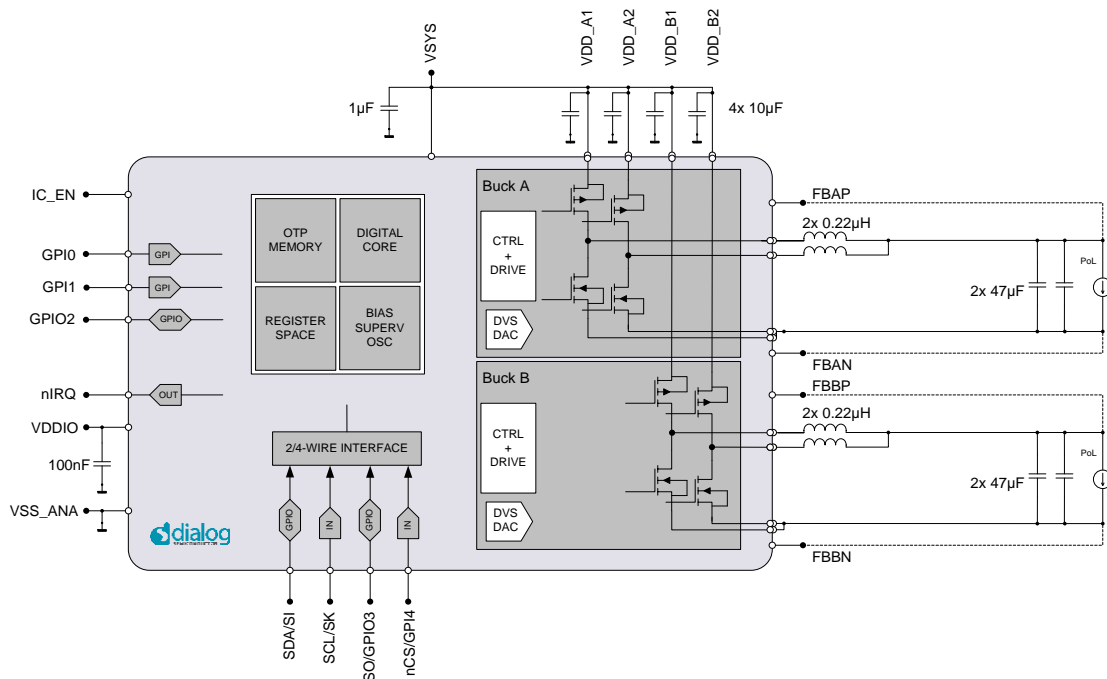 VSYS
VDD_A1
VDD_A2
VDD_B1
VDD_B2
1µF
4x 10µF
IC_EN
GPI0
GPI
GPI1
GPI
GPIO2
GPIO
nIRQ
OUT
VDDIO
100nF
VSS_ANA
OTP
MEMORY
DIGITAL
CORE
REGISTER
SPACE
BIAS
SUPERV
OSC
2/4-WIRE INTERFACE
GPIO
IN
GPIO
IN
SDA/SI
SCL/SK
SO/GPIO3
nCS/GPI4
dialog
SEMICONDUCTOR
Buck A
CTRL
+
DRIVE
DVS
DAC
Buck B
CTRL
+
DRIVE
DVS
DAC
FBAP
2x 0.22µH
2x 47µF
PoL
FBAN
FBBP
2x 0.22µH
2x 47µF
PoL
FBBN